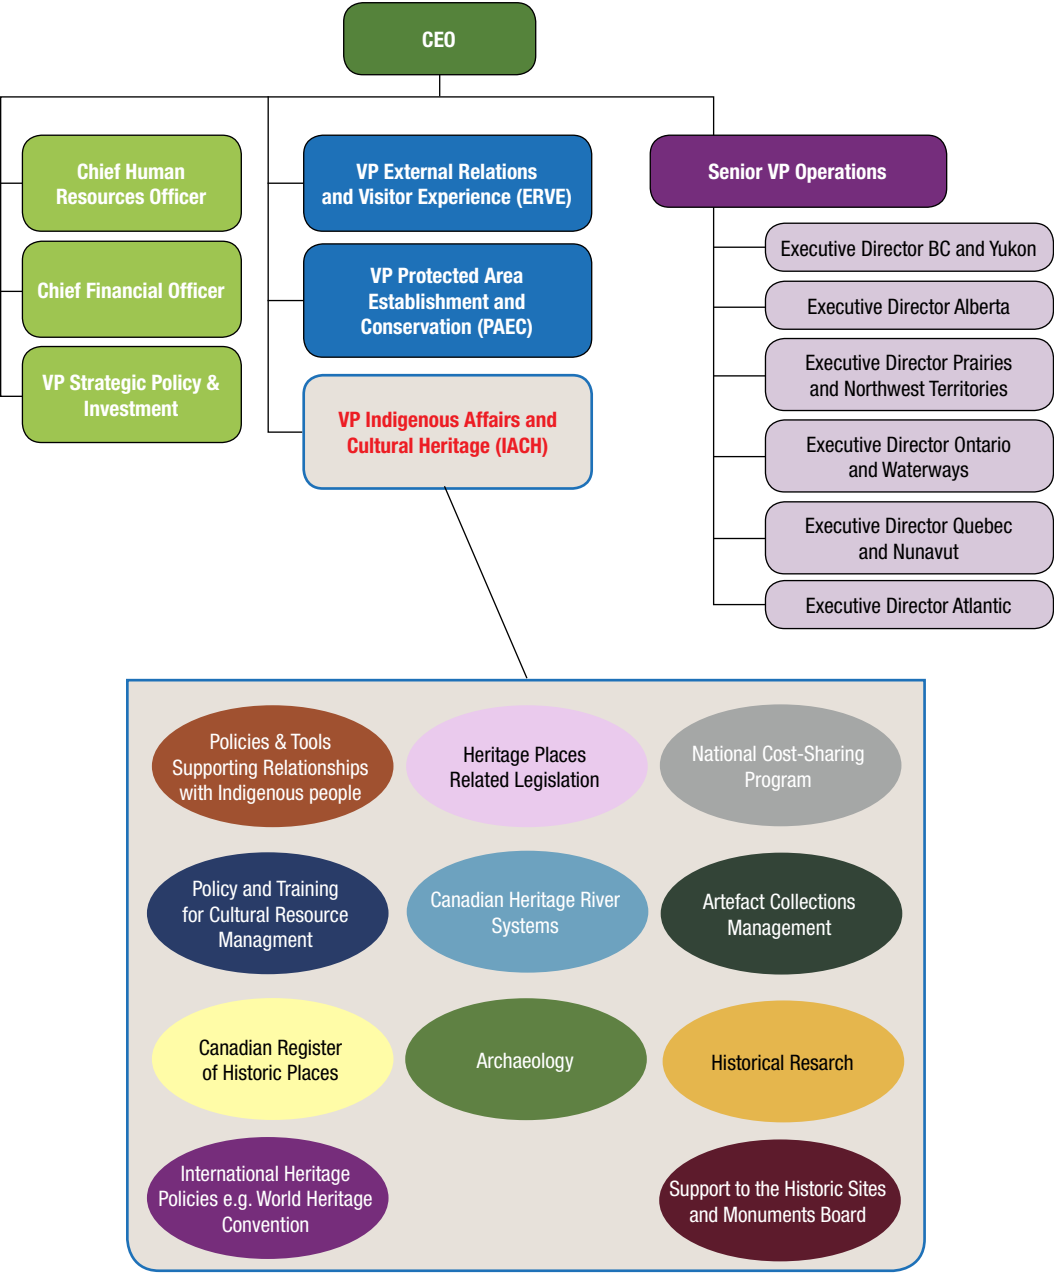 CEO
Chief Human
Resources Officer
Chief Financial Officer
VP Strategic Policy &
Investment
VP External Relations
and Visitor Experience (ERVE)
VP Protected Area
Establishment and
Conservation (PAEC)
VP Indigenous Affairs and
Cultural Heritage (IACH)
Senior VP Operations
Executive Director BC and Yukon
Executive Director Alberta
Executive Director Prairies
and Northwest Territories
Executive Director Ontario
and Waterways
Executive Director Quebec
and Nunavut
Executive Director Atlantic
Policies & Tools
Supporting Relationships
with Indigenous people
Heritage Places
Related Legislation
National Cost-Sharing
Program
Policy and Training
for Cultural Resource
Managment
Canadian Heritage River
Systems
Artefact Collections
Management
Canadian Register
of Historic Places
Archaeology
Historical Resarch
International Heritage
Policies e.g. World Heritage
Convention
Support to the Historic Sites
and Monuments Board